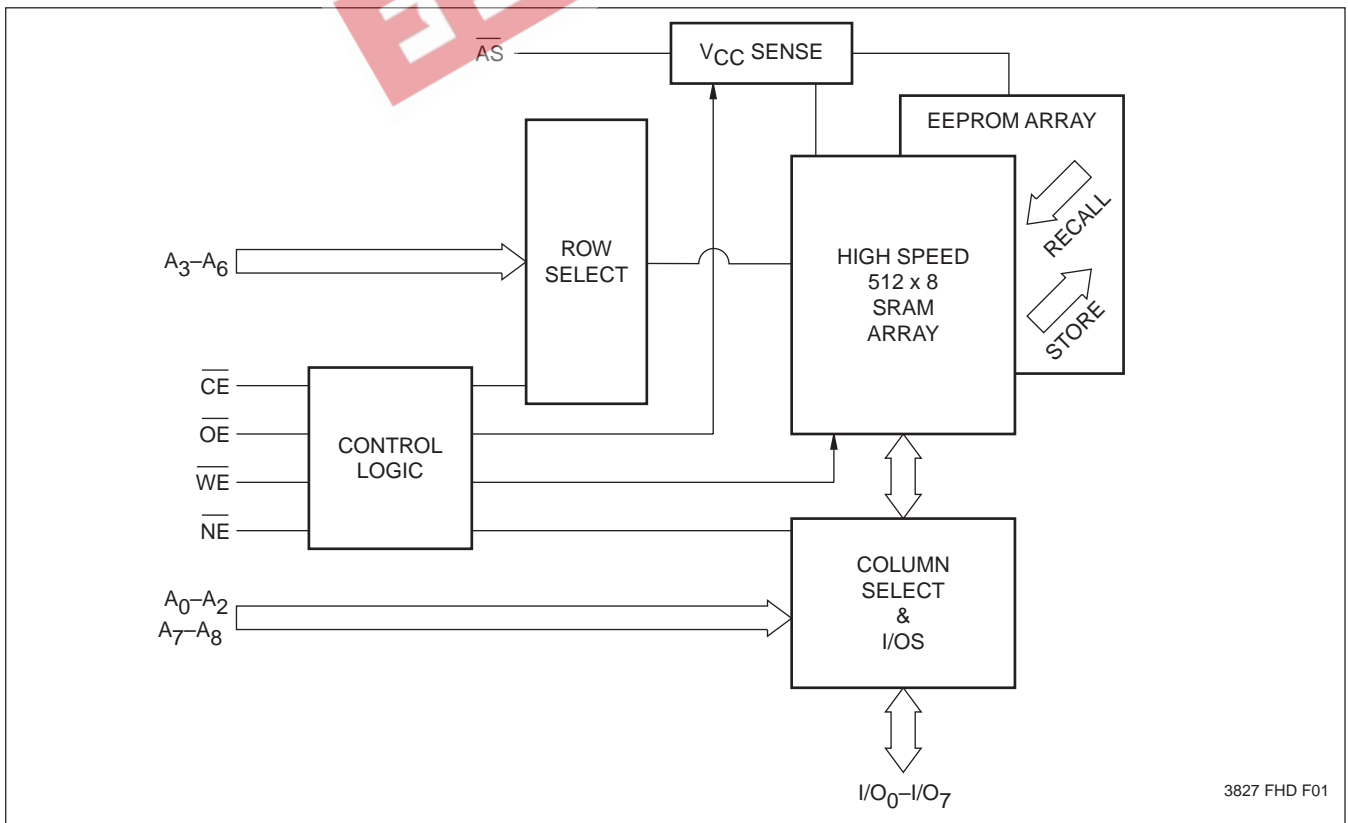 AS
VCC SENSE
EEPROM ARRAY
RECALL
STORE
A3–A6
ROW
SELECT
HIGH SPEED
512 x 8
SRAM
ARRAY
CE
OE
WE
NE
CONTROL
LOGIC
A0–A2
A7–A8
COLUMN
SELECT
&
I/OS
I/O0–I/O7
3827 FHD F01